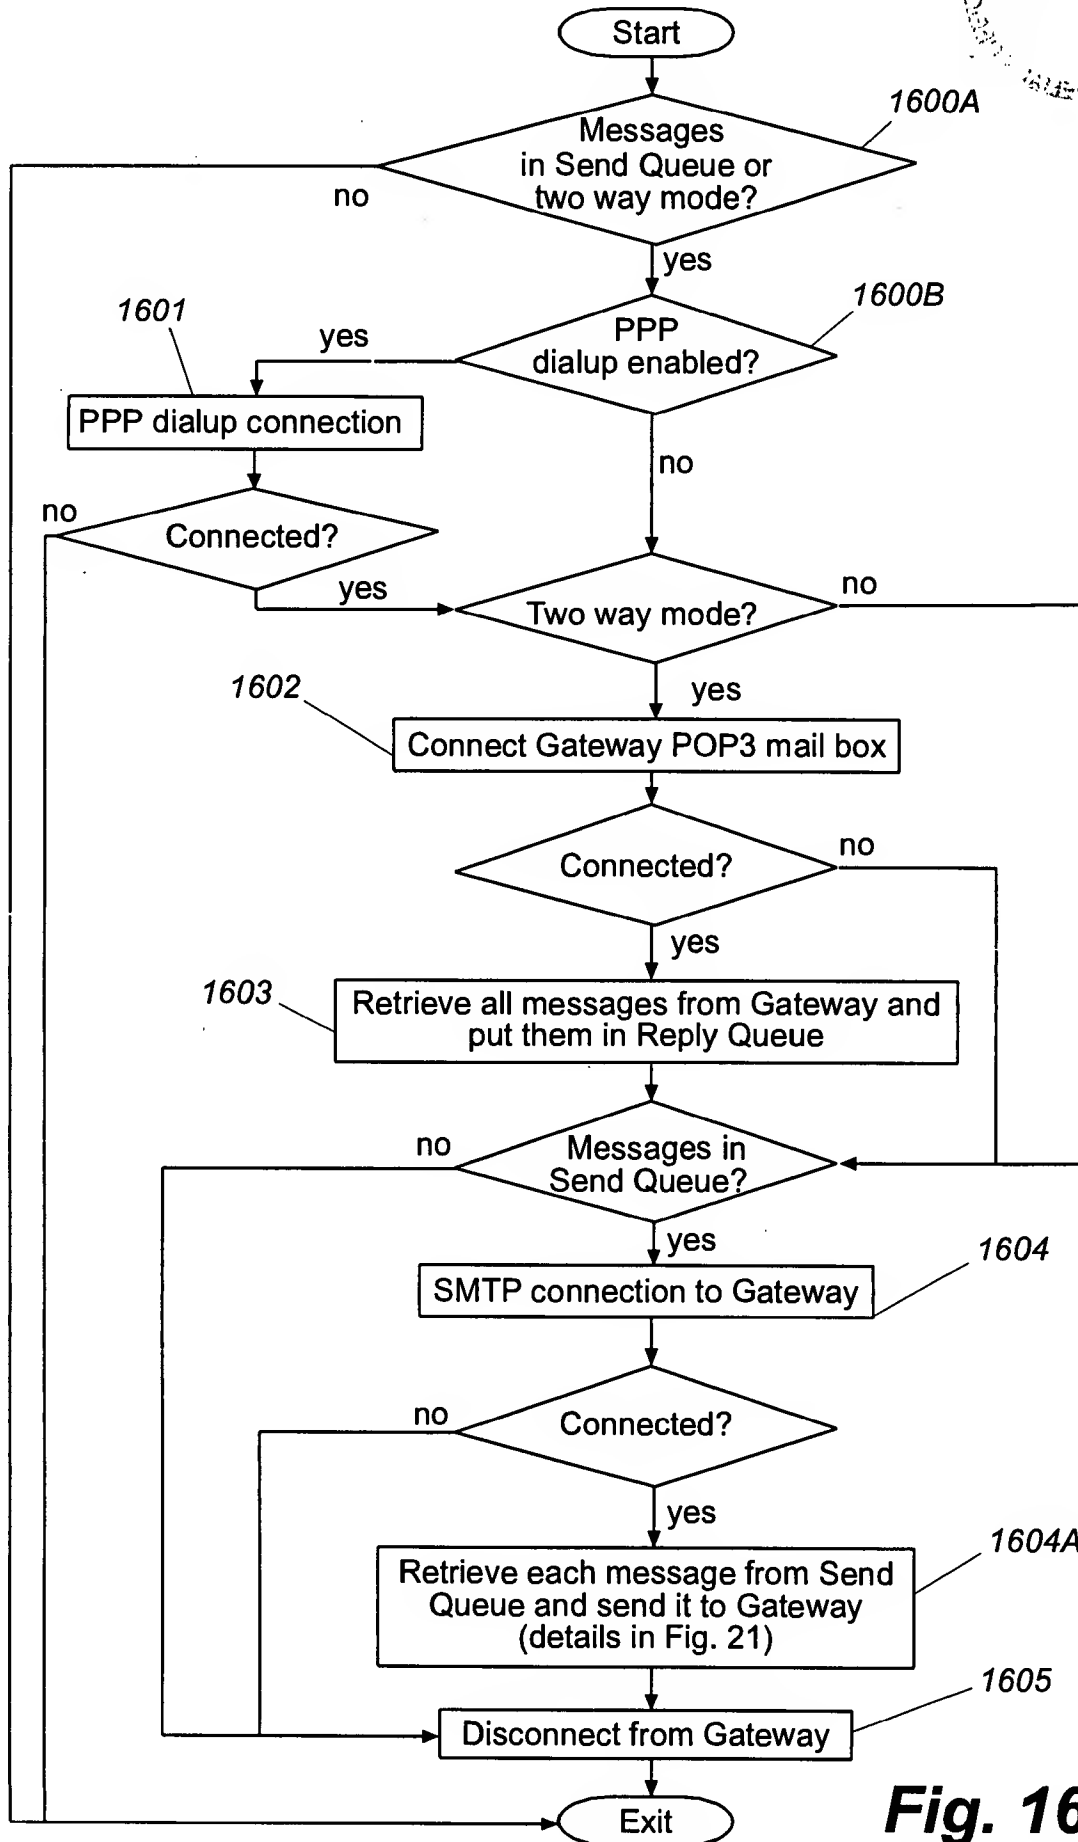 Start
1600A
Messages
in Send Queue or
two way mode?
no
yes
1600B
1601
yes
PPP
dialup enabled?
PPP dialup connection
no
no
Connected?
yes
no
Two way mode?
1602
yes
Connect Gateway POP3 mail box
Connected?
no
yes
1603
Retrieve all messages from Gateway and
put them in Reply Queue
no
Messages in
Send Queue?
yes
1604
SMTP connection to Gateway
no
Connected?
yes
1604A
Retrieve each message from Send
Queue and send it to Gateway
(details in Fig. 21)
1605
Disconnect from Gateway
Exit
Fig. 16